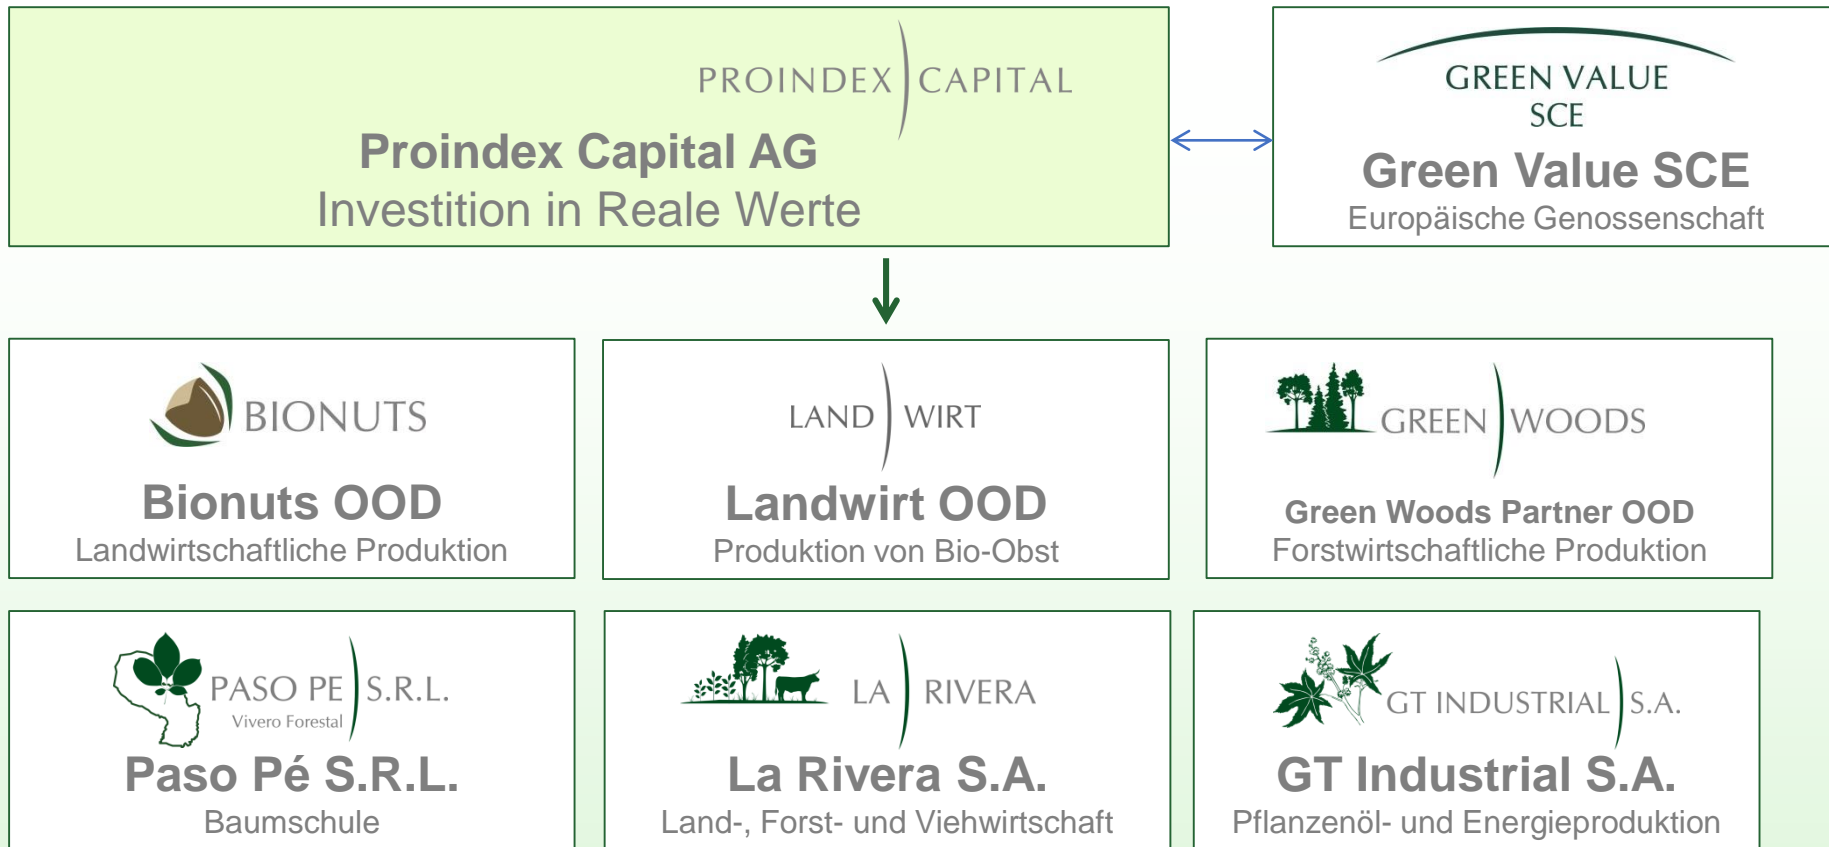 PROINDEX CAPITAL
Proindex Capital AG
Investition in Reale Werte
GREEN VALUE
SCE
Green Value SCE
Europäische Genossenschaft
BIONUTS
Bionuts OOD
Landwirtschaftliche Produktion
LAND WIRT
Landwirt OOD
Produktion von Bio-Obst
GREEN WOODS
Green Woods Partner OOD
Forstwirtschaftliche Produktion
PASO PE S.R.L.
Vivero Forestal
Paso Pé S.R.L.
Baumschule
LA RIVERA
La Rivera S.A.
Land-, Forst- und Viehwirtschaft
GT INDUSTRIAL S.A.
GT Industrial S.A.
Pflanzenöl- und Energieproduktion